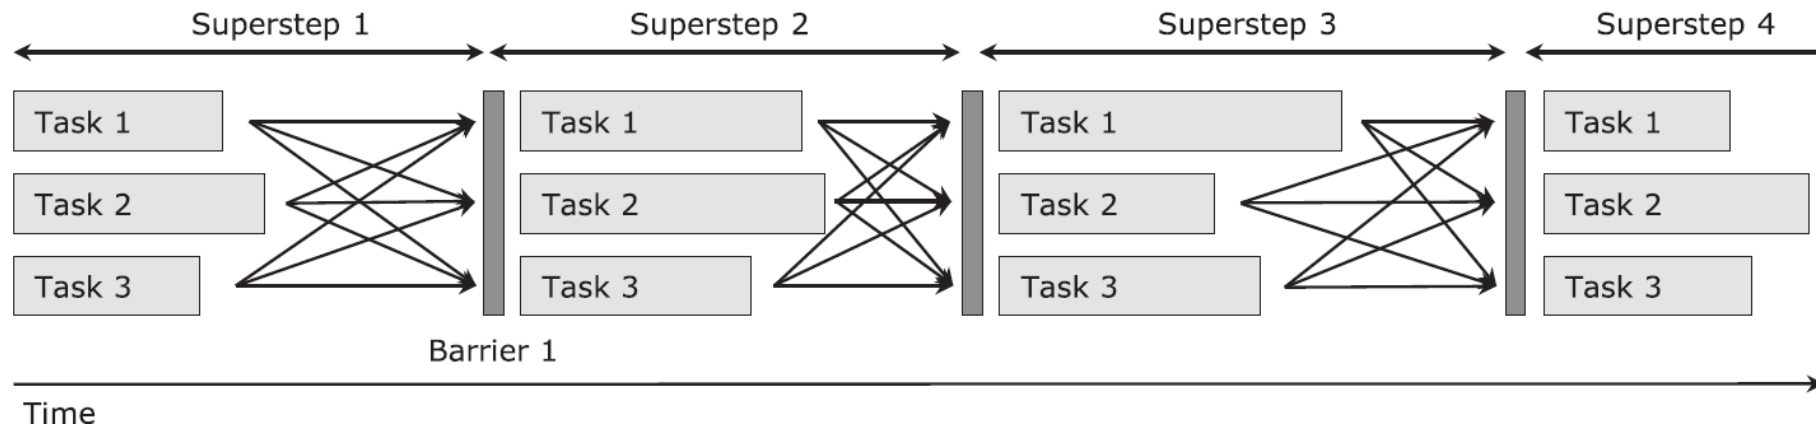 Superstep 1 Superstep 2 Superstep 3 Superstep 4
Task 1 Task 1 Task 1 Task 1
Task 2 Task 2 Task 2 Task 2
Task 3 Task 3 Task 3 Task 3
Barrier 1
Time